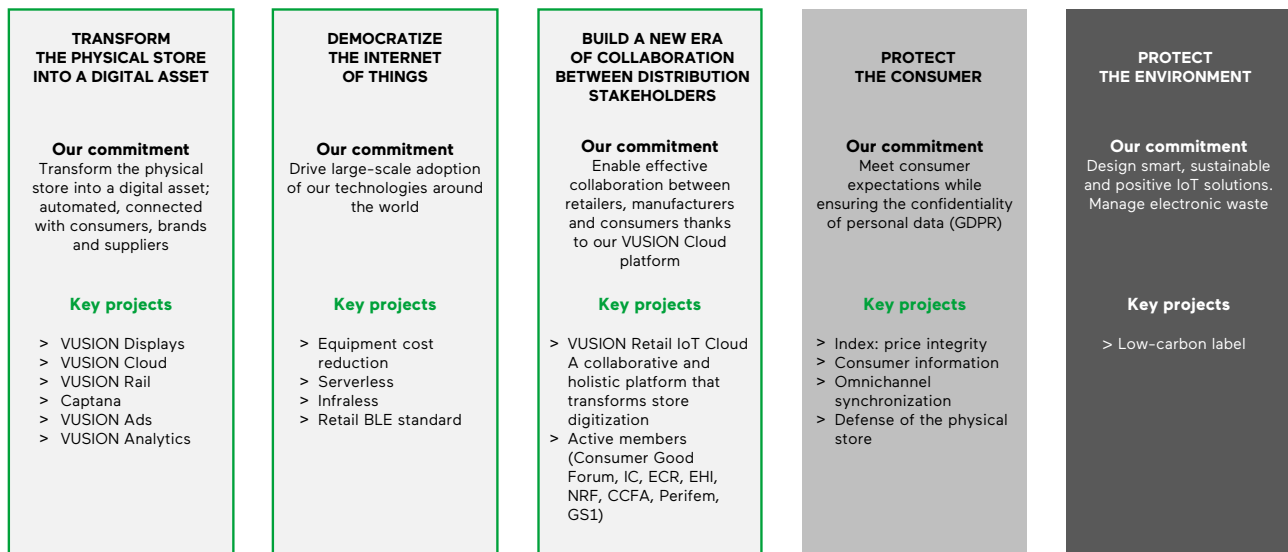 TRANSFORM
THE PHYSICAL STORE
INTO A DIGITAL ASSET
Our commitment
Transform the physical
store into a digital asset;
automated, connected
with consumers, brands
and suppliers
Key projects
> VUSION Displays
> VUSION Cloud
> VUSION Rail
> Captana
> VUSION Ads
> VUSION Analytics
DEMOCRATIZE
THE INTERNET
OF THINGS
Our commitment
Drive large-scale adoption
of our technologies around
the world
Key projects
> Equipment cost
reduction
> Serverless
> Infraless
> Retail BLE standard
BUILD A NEW ERA
OF COLLABORATION
BETWEEN DISTRIBUTION
STAKEHOLDERS
Our commitment
Enable effective
collaboration between
retailers, manufacturers
and consumers thanks
to our VUSION Cloud
platform
Key projects
> VUSION Retail IoT Cloud
A collaborative and
holistic platform that
transforms store
digitization
> Active members
(Consumer Good
Forum, IC, ECR, EHI,
NRF, CCFA, Perifem,
GS1)
PROTECT
THE CONSUMER
Our commitment
Meet consumer
expectations while
ensuring the confidentiality
of personal data (GDPR)
Key projects
> Index: price integrity
> Consumer information
> Omnichannel
synchronization
> Defense of the physical
store
PROTECT
THE ENVIRONMENT
Our commitment
Design smart, sustainable
and positive IoT solutions.
Manage electronic waste
Key projects
> Low-carbon label